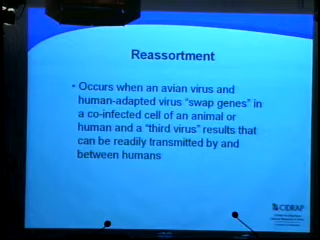 Reassortment
• Occurs when an avian virus and
human-adapted virus "swap genes" in
a co-infected cell of an animal or
human and a "third virus" results that
can be readily transmitted by and
between humans
CIDRAP